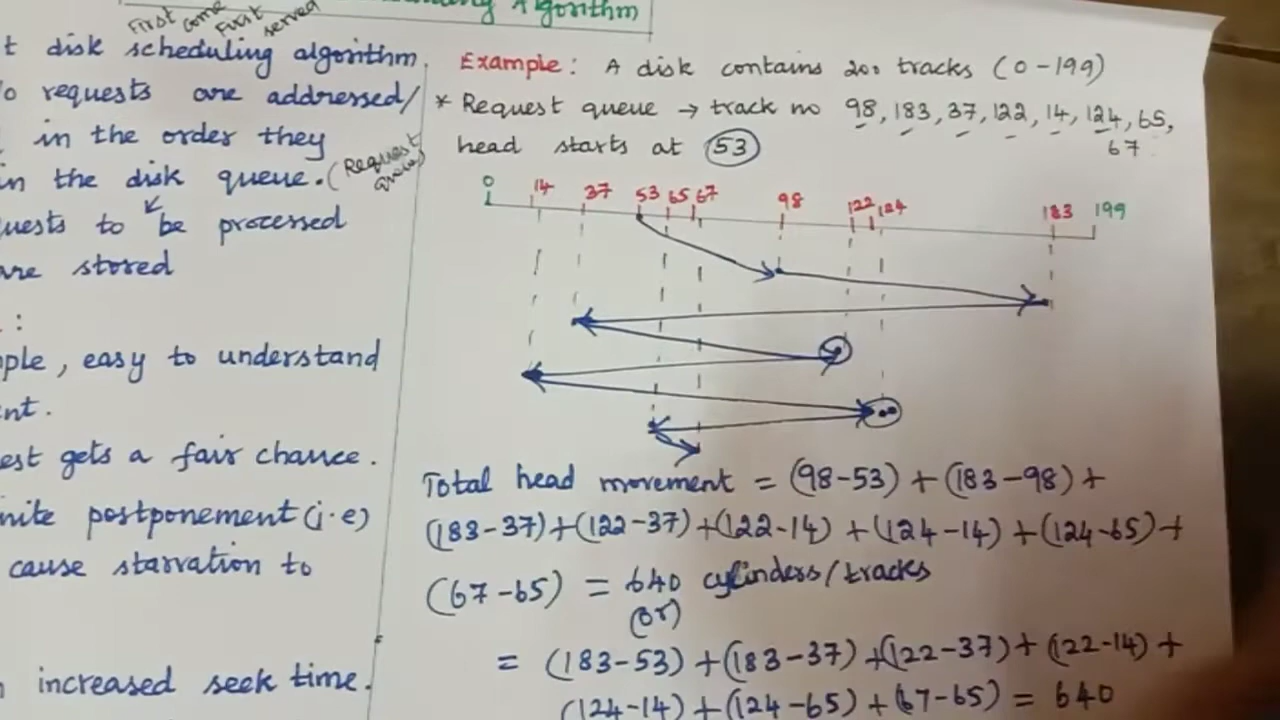 Algorithm
First come First served
t disk scheduling algorithm.
o requests are addressed/
in the order they
in the disk queue. (Request queue)
uests to be processed
are stored
:
ple, easy to understand
nt.
est gets a fair chance.
nite postponement (i.e)
cause starvation to
increased seek time.
Example: A disk contains 200 tracks (0-199)
* Request queue → track no 98, 183, 37, 122, 14, 124, 65,
67
head starts at 53
0 14 37 53 65 67 98 122 124 183 199
Total head movement = (98-53) + (183-98) +
(183-37) + (122-37) + (122-14) + (124-14) + (124-65) +
(67-65) = 640 cylinders/tracks
(or)
= (183-53) + (183-37) + (122-37) + (122-14) +
(124-14) + (124-65) + (67-65) = 640